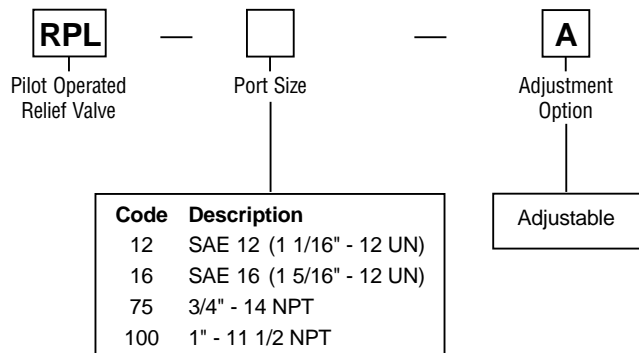 RPL — — A
Pilot Operated Relief Valve
Port Size
Adjustment Option
Code Description
12 SAE 12 (1 1/16" - 12 UN)
16 SAE 16 (1 5/16" - 12 UN)
75 3/4" - 14 NPT
100 1" - 11 1/2 NPT
Adjustable